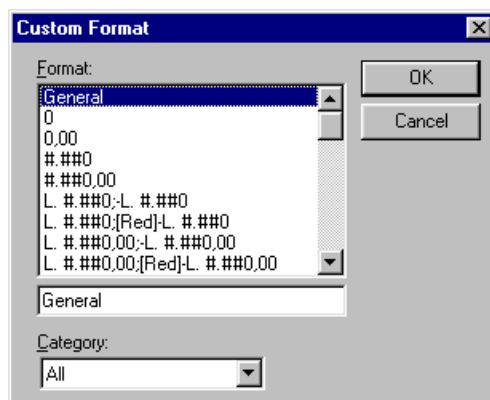 Custom Format
Format:
General
0
0,00
#.##0
#.##0,00
L. #.##0;-L. #.##0
L. #.##0;[Red]-L. #.##0
L. #.##0,00;-L. #.##0,00
L. #.##0,00;[Red]-L. #.##0,00
General
Category:
All
OK
Cancel